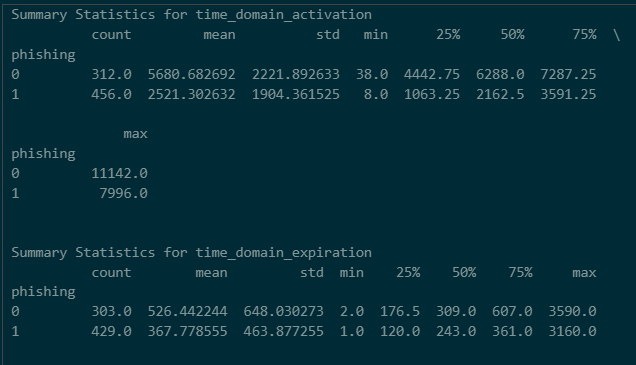 Summary Statistics for time_domain_activation
count mean std min 25% 50% 75% \
phishing
0 312.0 5680.682692 2221.892633 38.0 4442.75 6288.0 7287.25
1 456.0 2521.302632 1904.361525 8.0 1063.25 2162.5 3591.25
max
phishing
0 11142.0
1 7996.0
Summary Statistics for time_domain_expiration
count mean std min 25% 50% 75% max
phishing
0 303.0 526.442244 648.030273 2.0 176.5 309.0 607.0 3590.0
1 429.0 367.778555 463.877255 1.0 120.0 243.0 361.0 3160.0